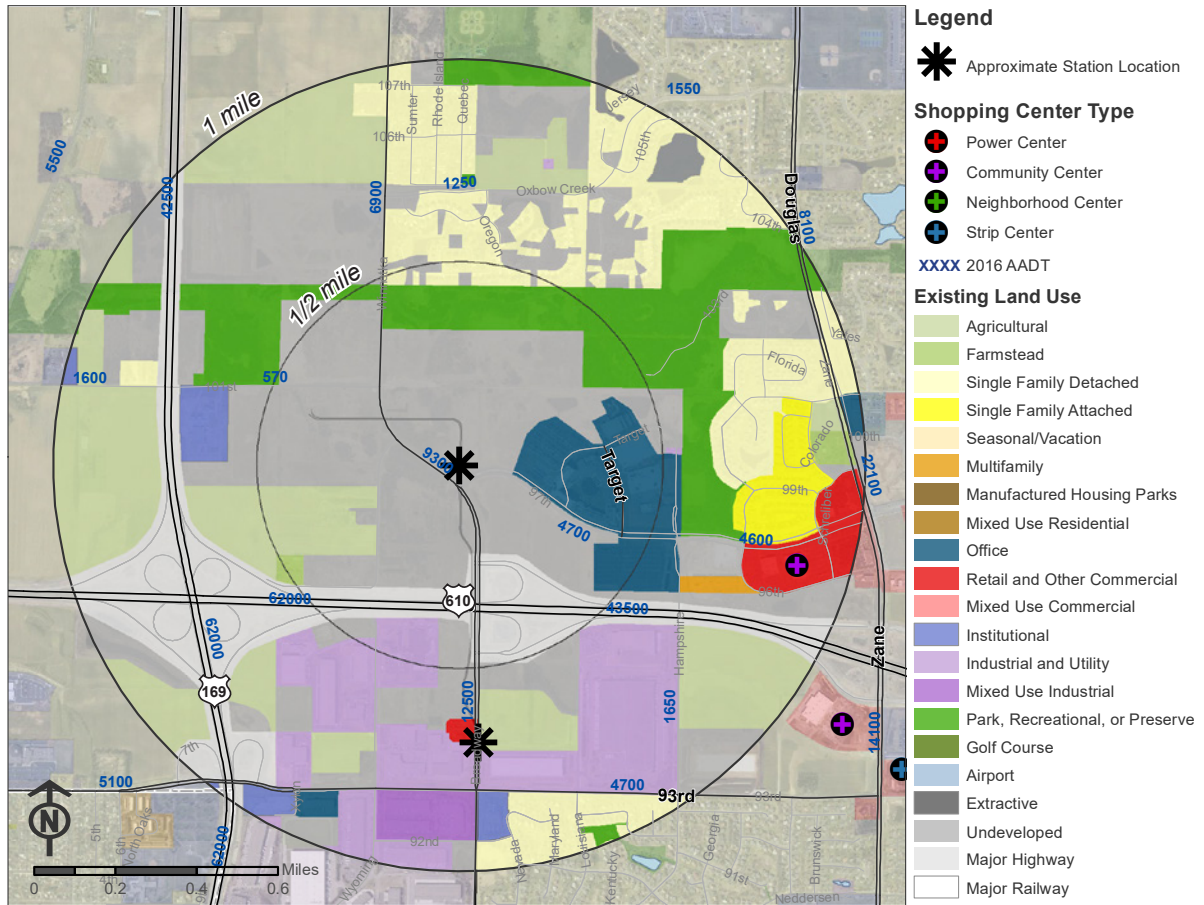 Legend
Approximate Station Location
Shopping Center Type
Power Center
Community Center
Neighborhood Center
Strip Center
XXXX 2016 AADT
Existing Land Use
Agricultural
Farmstead
Single Family Detached
Single Family Attached
Seasonal/Vacation
Multifamily
Manufactured Housing Parks
Mixed Use Residential
Office
Retail and Other Commercial
Mixed Use Commercial
Institutional
Industrial and Utility
Mixed Use Industrial
Park, Recreational, or Preserve
Golf Course
Airport
Extractive
Undeveloped
Major Highway
Major Railway
1 mile
1/2 mile
107th
106th
Sumter
Rhode Island
Jersey
105th
1550
5500
42500
6900
1250
Oxbow Creek
Oregon
104th
Douglas
8100
Yates
Florida
Zane
Colorado
100th
22100
99th
1600
570
9300
Target
Target
97th
4700
4600
96th
62000
610
43500
62000
169
Hampshire
Zane
12500
1650
14100
7th
5100
4700
93rd
93rd
92nd
5th
6th
North Oaks
62000
Wyoming
Nevada
Maryland
Louisiana
Kentucky
Georgia
91st
Brunswick
Neddersen
N
Miles
0
0.2
0.4
0.6